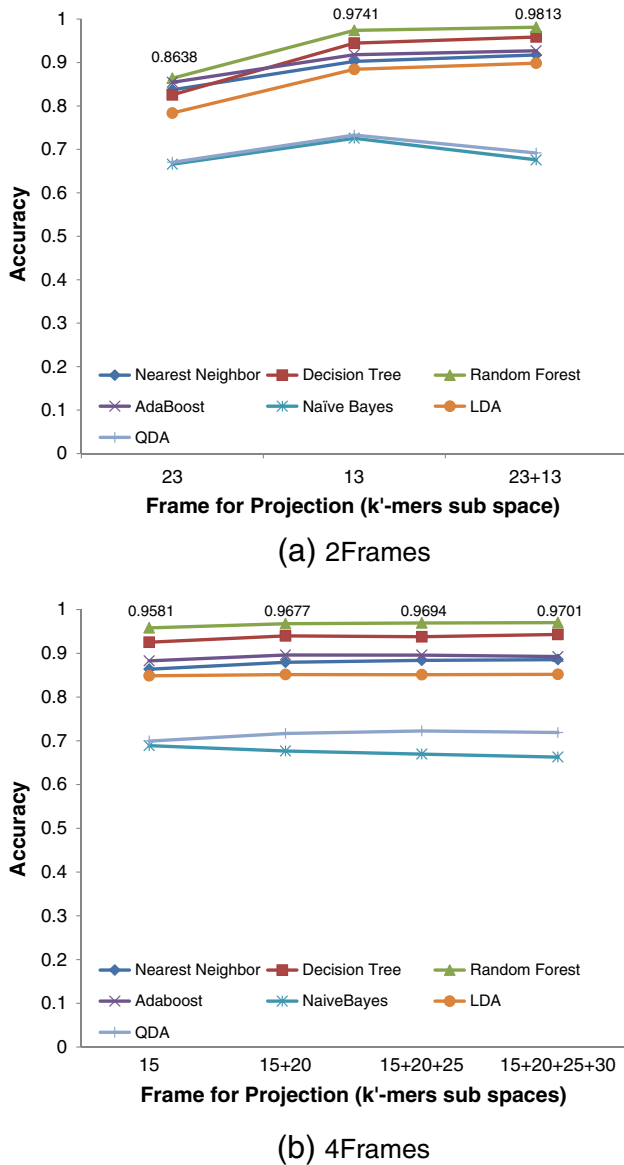 1
0.9
0.8
0.7
0.6
0.5
0.4
0.3
0.2
0.1
0
Accuracy
0.8638
0.9741
0.9813
Nearest Neighbor
Decision Tree
Random Forest
AdaBoost
Naïve Bayes
LDA
QDA
23
13
23+13
Frame for Projection (k'-mers sub space)
(a) 2Frames
1
0.9
0.8
0.7
0.6
0.5
0.4
0.3
0.2
0.1
0
Accuracy
0.9581
0.9677
0.9694
0.9701
Nearest Neighbor
Decision Tree
Random Forest
Adaboost
NaiveBayes
LDA
QDA
15
15+20
15+20+25
15+20+25+30
Frame for Projection (k'-mers sub spaces)
(b) 4Frames